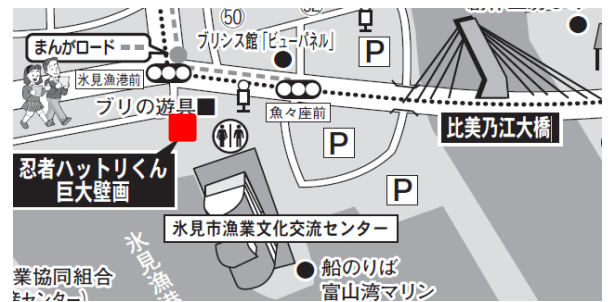 50
まんがロード
プリンス館「ビューパネル」
P
氷見漁港前
ブリの遊具
魚々座前
比美乃江大橋
P
忍者ハットリくん
巨大壁画
P
氷見市漁業文化交流センター
氷見漁港
船のりば
富山湾マリン
業協同組合